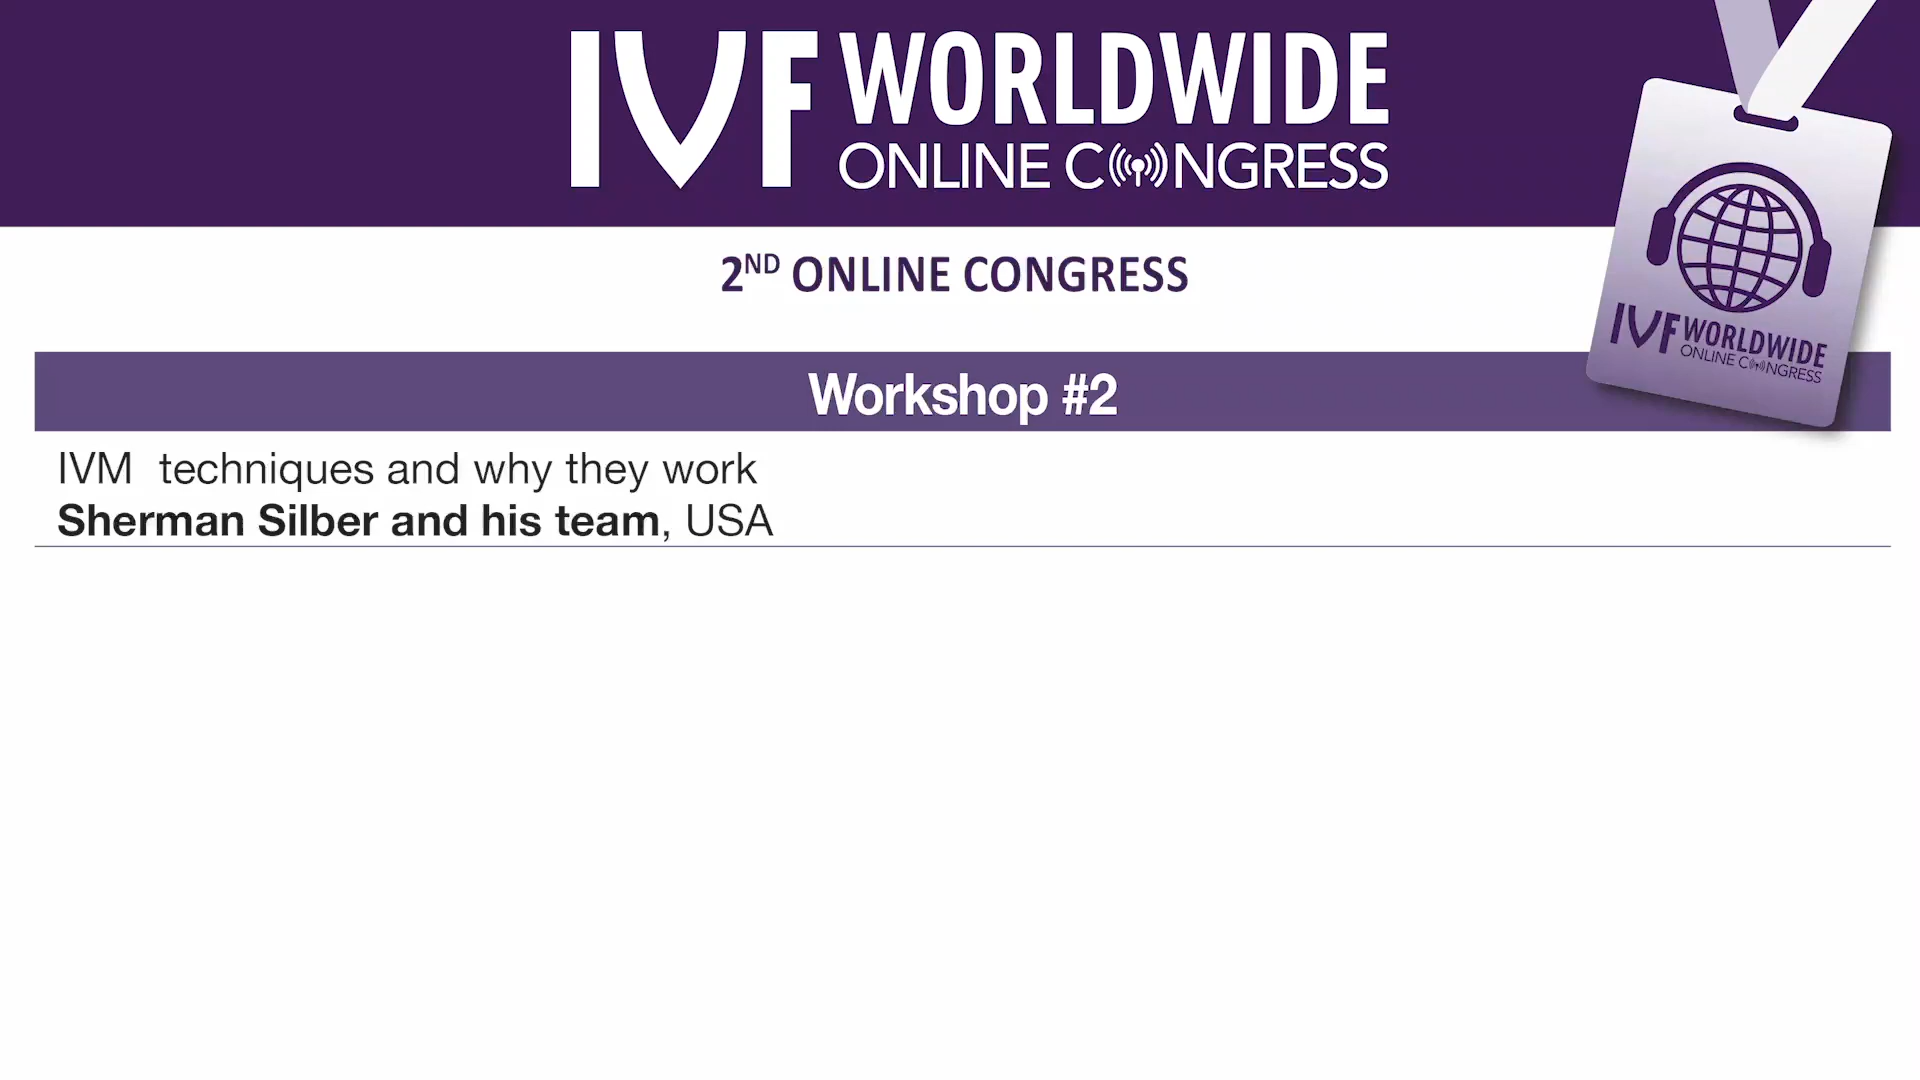 IVF WORLDWIDE
ONLINE CONGRESS
2ND ONLINE CONGRESS
IVF WORLDWIDE
ONLINE CONGRESS
Workshop #2
IVM techniques and why they work
Sherman Silber and his team, USA